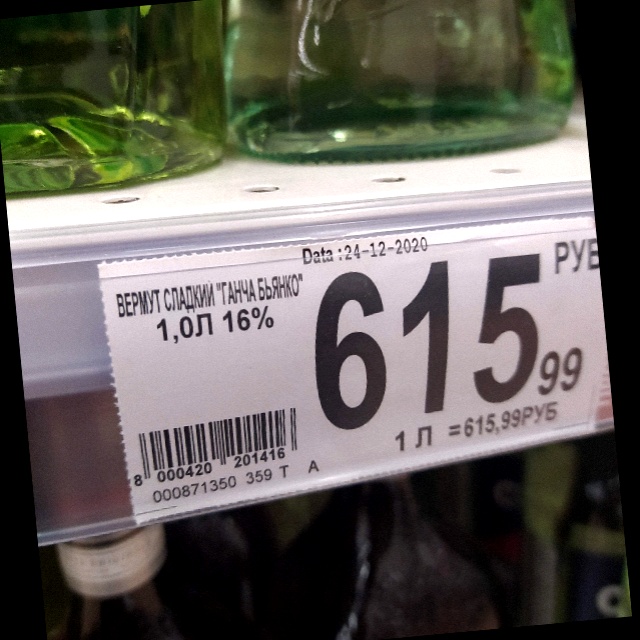 Data :24-12-2020
ВЕРМУТ СЛАДКИЙ "ГАНЧА БЬЯНКО"
1,0Л 16%
615 99 РУБ
1 Л =615,99РУБ
8 000420 201416
000871350 359 Т А